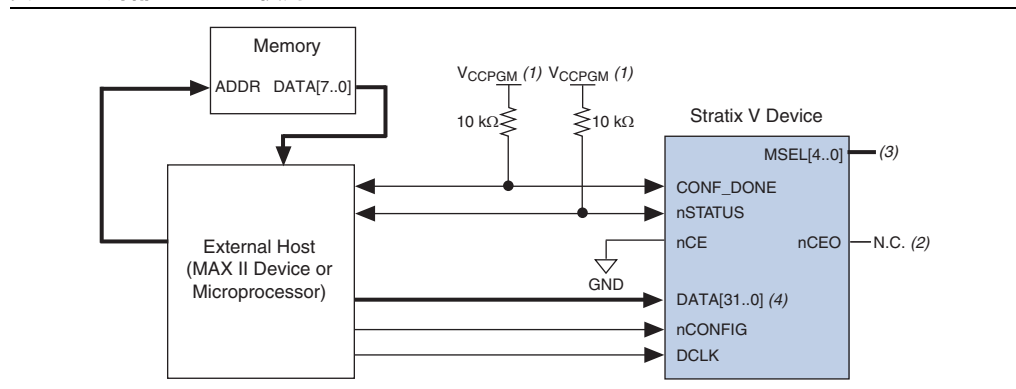 Memory
ADDR DATA[7..0]
VCCPGM (1) VCCPGM (1)
10 kΩ 10 kΩ
Stratix V Device
MSEL[4..0] (3)
CONF_DONE
nSTATUS
nCE nCEO N.C. (2)
GND
External Host
(MAX II Device or
Microprocessor)
DATA[31..0] (4)
nCONFIG
DCLK